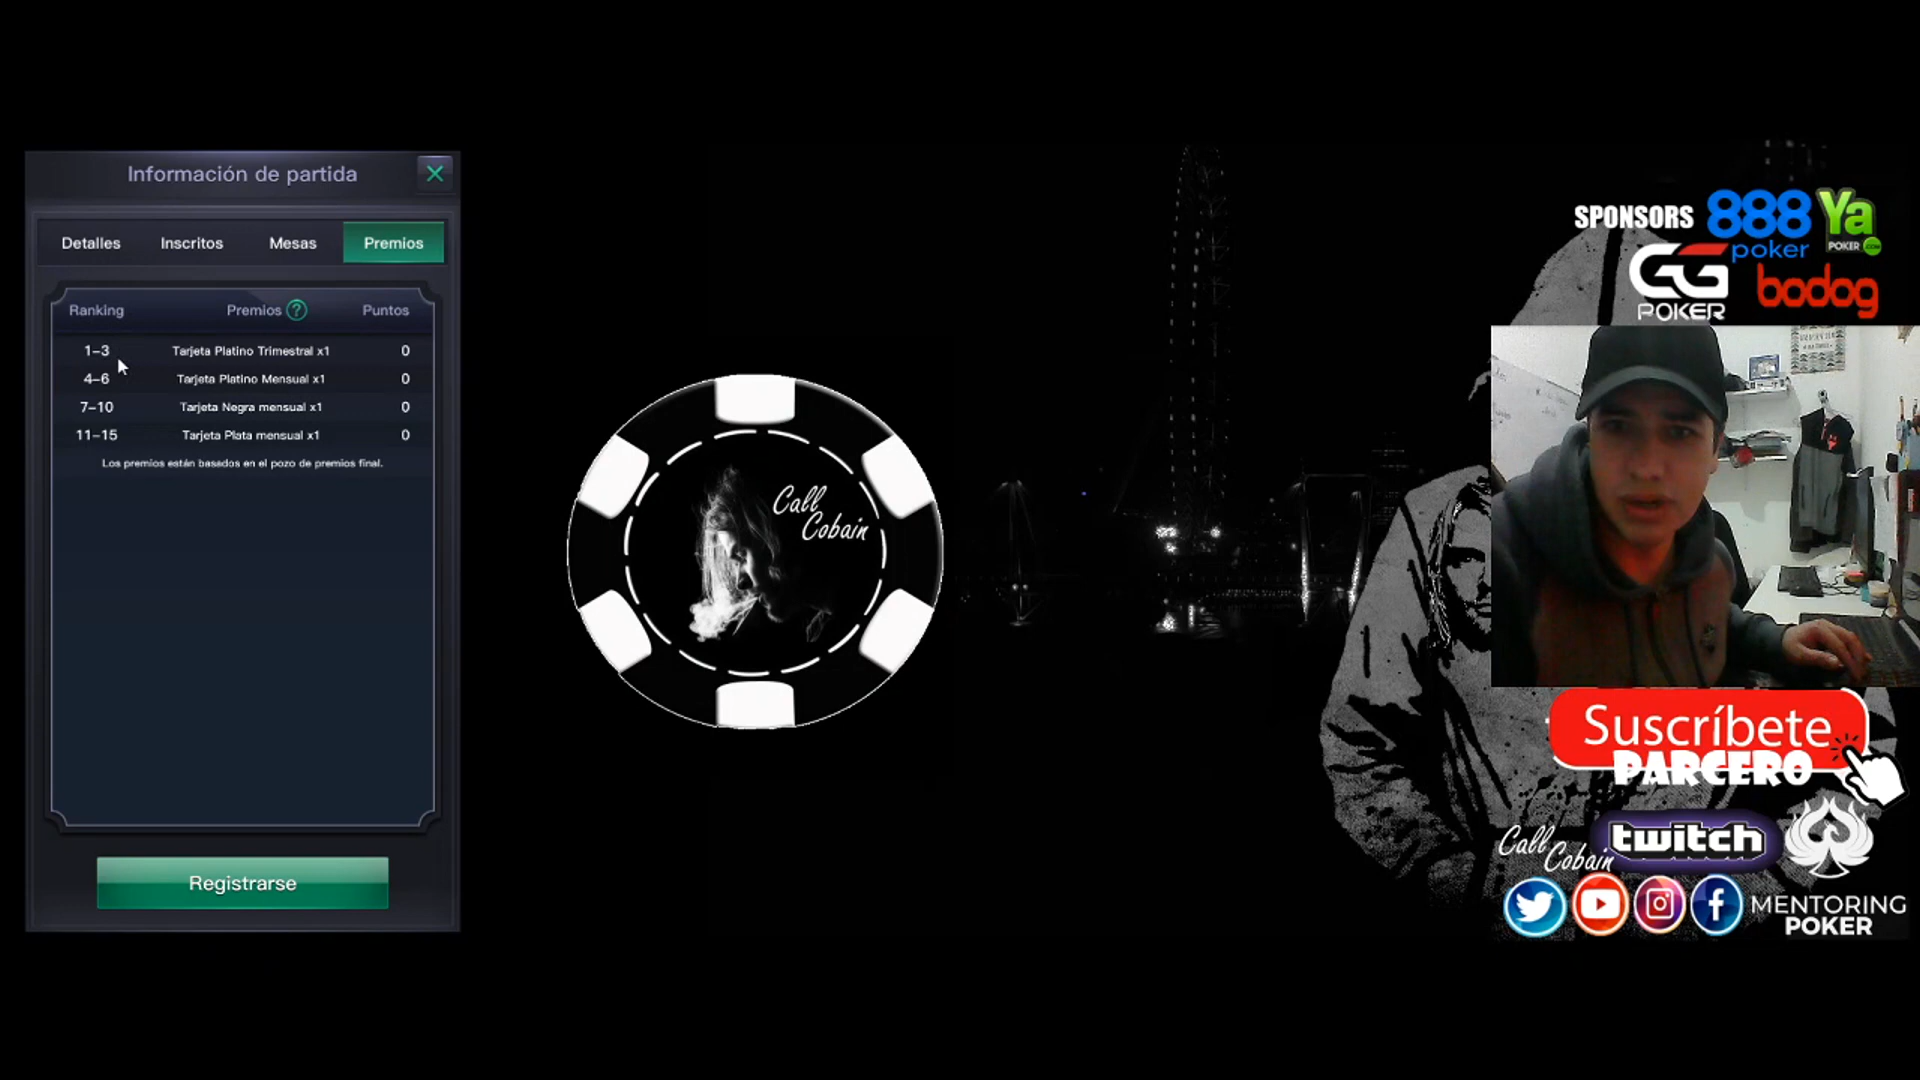 Información de partida
Detalles
Inscritos
Mesas
Premios
Ranking
Premios ?
Puntos
1-3
Tarjeta Platino Trimestral x1
0
4-6
Tarjeta Platino Mensual x1
0
7-10
Tarjeta Negra mensual x1
0
11-15
Tarjeta Plata mensual x1
0
Los premios están basados en el pozo de premios final.
Registrarse
Call
Cobain
SPONSORS
888
poker
Ya
POKER .com
GG
POKER
bodog
Suscríbete
PARCERO
Call
Cobain
twitch
MENTORING
POKER